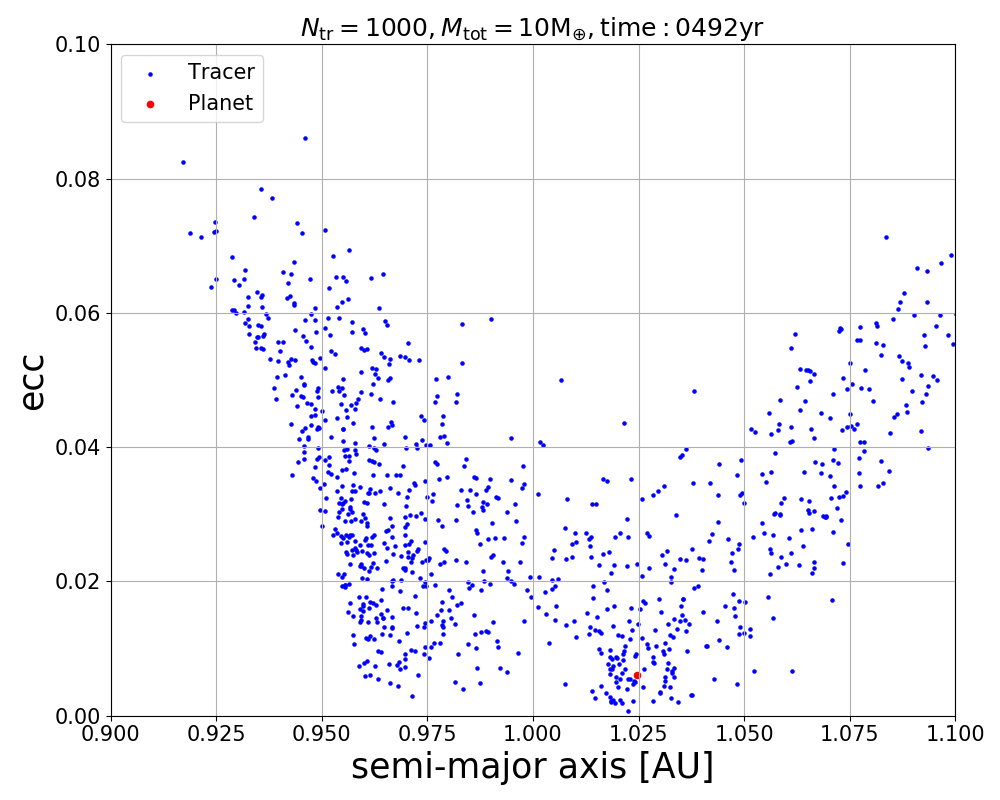 N_tr = 1000, M_tot = 10M_⊕, time : 0492yr
Tracer
Planet
0.10
0.08
0.06
0.04
0.02
0.00
ecc
0.900 0.925 0.950 0.975 1.000 1.025 1.050 1.075 1.100
semi-major axis [AU]